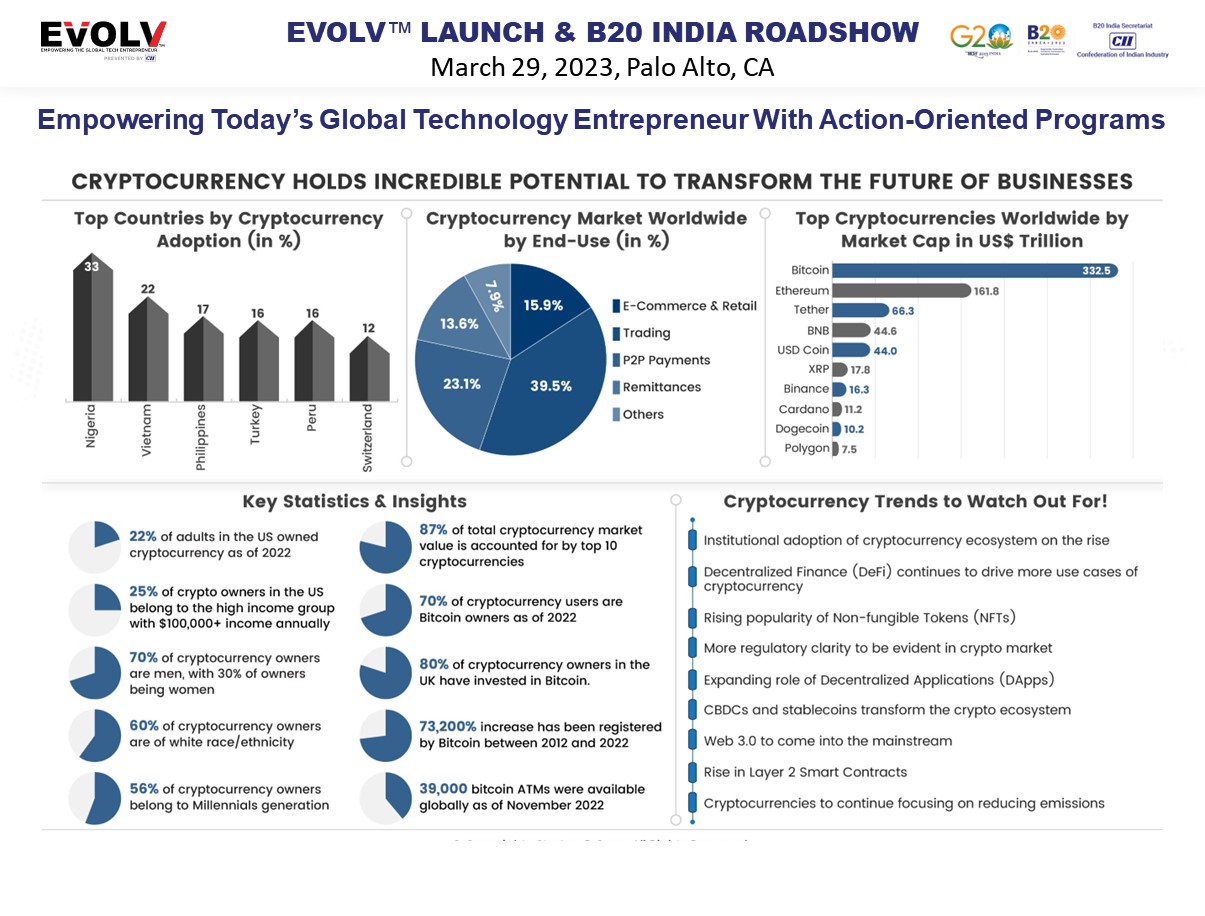 EVOLV™
EMPOWERING THE GLOBAL TECH ENTREPRENEUR
PRESENTED BY CII
EVOLV™ LAUNCH & B20 INDIA ROADSHOW
March 29, 2023, Palo Alto, CA
G20
B20
B20 India Secretariat
CII
Confederation of Indian Industry
Empowering Today's Global Technology Entrepreneur With Action-Oriented Programs
CRYPTOCURRENCY HOLDS INCREDIBLE POTENTIAL TO TRANSFORM THE FUTURE OF BUSINESSES
Top Countries by Cryptocurrency
Adoption (in %)
33
22
17
16
16
12
Nigeria
Vietnam
Philippines
Turkey
Peru
Switzerland
Cryptocurrency Market Worldwide
by End-Use (in %)
15.9%
39.5%
23.1%
13.6%
7.9%
E-Commerce & Retail
Trading
P2P Payments
Remittances
Others
Top Cryptocurrencies Worldwide by
Market Cap in US$ Trillion
Bitcoin 332.5
Ethereum 161.8
Tether 66.3
BNB 44.6
USD Coin 44.0
XRP 17.8
Binance 16.3
Cardano 11.2
Dogecoin 10.2
Polygon 7.5
Key Statistics & Insights
22% of adults in the US owned
cryptocurrency as of 2022
25% of crypto owners in the US
belong to the high income group
with $100,000+ income annually
70% of cryptocurrency owners
are men, with 30% of owners
being women
60% of cryptocurrency owners
are of white race/ethnicity
56% of cryptocurrency owners
belong to Millennials generation
87% of total cryptocurrency market
value is accounted for by top 10
cryptocurrencies
70% of cryptocurrency users are
Bitcoin owners as of 2022
80% of cryptocurrency owners in the
UK have invested in Bitcoin.
73,200% increase has been registered
by Bitcoin between 2012 and 2022
39,000 bitcoin ATMs were available
globally as of November 2022
Cryptocurrency Trends to Watch Out For!
Institutional adoption of cryptocurrency ecosystem on the rise
Decentralized Finance (DeFi) continues to drive more use cases of
cryptocurrency
Rising popularity of Non-fungible Tokens (NFTs)
More regulatory clarity to be evident in crypto market
Expanding role of Decentralized Applications (DApps)
CBDCs and stablecoins transform the crypto ecosystem
Web 3.0 to come into the mainstream
Rise in Layer 2 Smart Contracts
Cryptocurrencies to continue focusing on reducing emissions